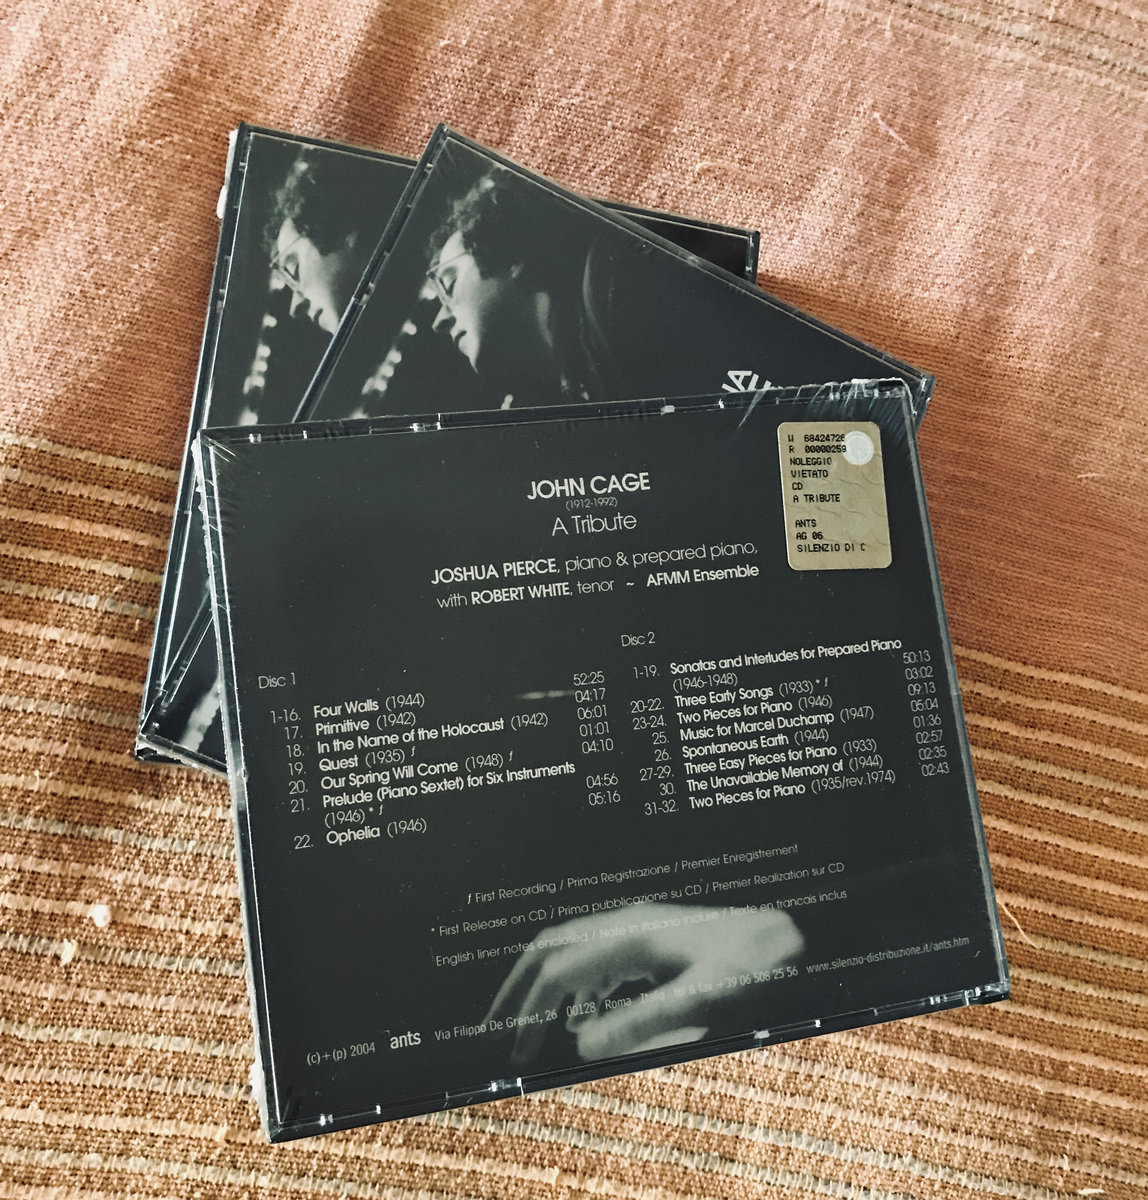 JOHN CAGE
(1912-1992)
A Tribute
JOSHUA PIERCE, piano & prepared piano,
with ROBERT WHITE, tenor ~ AFMM Ensemble
W 68424726
R 00000259
NOLEGGIO
VIETATO
CD
A TRIBUTE
ANTS
AG 06
SILENZIO DI C
Disc 1
1-16. Four Walls (1944) 52:25
17. Primitive (1942) 04:17
18. In the Name of the Holocaust (1942) 06:01
19. Quest (1935) ƒ 01:01
20. Our Spring Will Come (1948) ƒ 04:10
21. Prelude (Piano Sextet) for Six Instruments
(1946) * ƒ 04:56
22. Ophelia (1946) 05:16
Disc 2
1-19. Sonatas and Interludes for Prepared Piano
(1946-1948) 50:13
20-22. Three Early Songs (1933) * ƒ 03:02
23-24. Two Pieces for Piano (1946) 09:13
25. Music for Marcel Duchamp (1947) 05:04
26. Spontaneous Earth (1944) 01:36
27-29. Three Easy Pieces for Piano (1933) 02:57
30. The Unavailable Memory of (1944) 02:35
31-32. Two Pieces for Piano (1935/rev.1974) 02:43
ƒ First Recording / Prima Registrazione / Premier Enregistrement
* First Release on CD / Prima pubblicazione su CD / Premier Realization sur CD
English liner notes enclosed / Note in italiano incluse / Texte en francais inclus
(c)+(p) 2004 ants Via Filippo De Grenet, 26 00128 Roma Italia tel & fax +39 06 508 25 56 www.silenzio-distribuzione.it/ants.htm